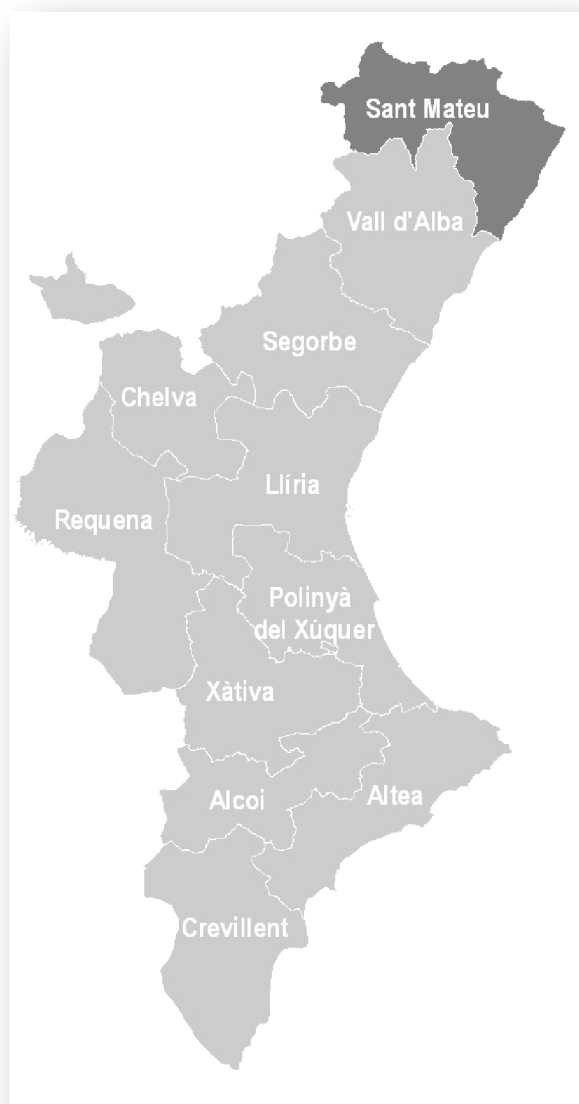 Sant Mateu
Vall d'Alba
Segorbe
Chelva
Llíria
Requena
Polinyà
del Xúquer
Xàtiva
Alcoi
Altea
Crevillent